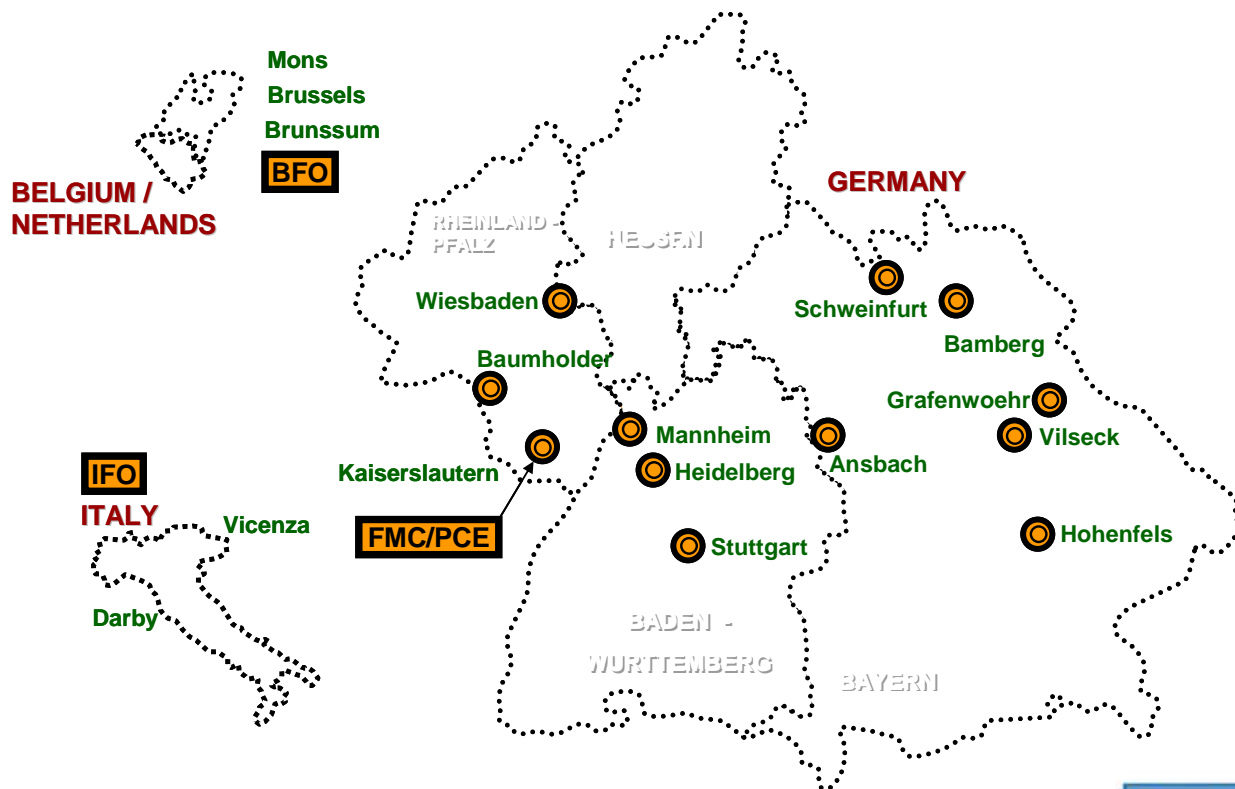 Mons
Brussels
Brunssum
BFO
BELGIUM /
NETHERLANDS
GERMANY
RHEINLAND -
PFALZ
HESSEN
Wiesbaden
Schweinfurt
Bamberg
Baumholder
Grafenwoehr
Mannheim
Vilseck
Ansbach
Kaiserslautern
Heidelberg
IFO
ITALY
Vicenza
FMC/PCE
Stuttgart
Hohenfels
Darby
BADEN -
WURTTEMBERG
BAYERN